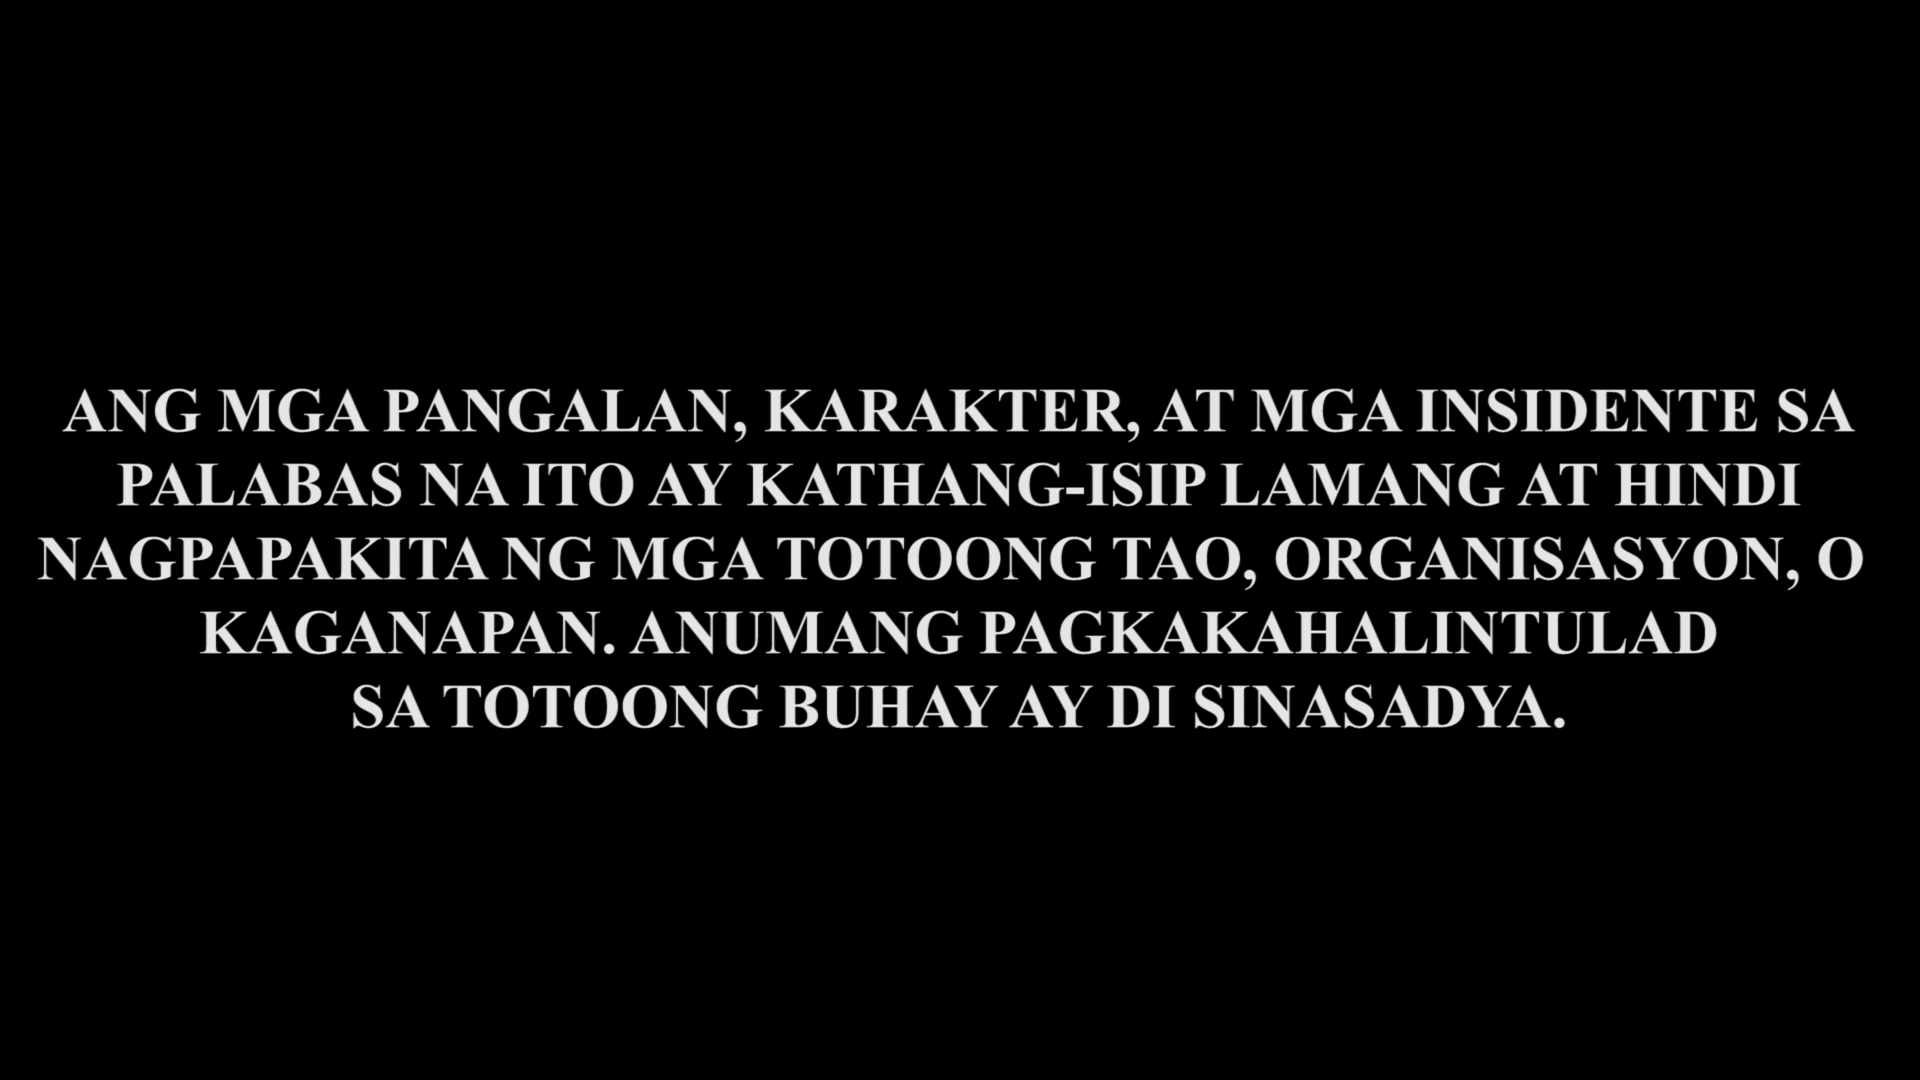 ANG MGA PANGALAN, KARAKTER, AT MGA INSIDENTE SA
PALABAS NA ITO AY KATHANG-ISIP LAMANG AT HINDI
NAGPAPAKITA NG MGA TOTOONG TAO, ORGANISASYON, O
KAGANAPAN. ANUMANG PAGKAKAHALINTULAD
SA TOTOONG BUHAY AY DI SINASADYA.